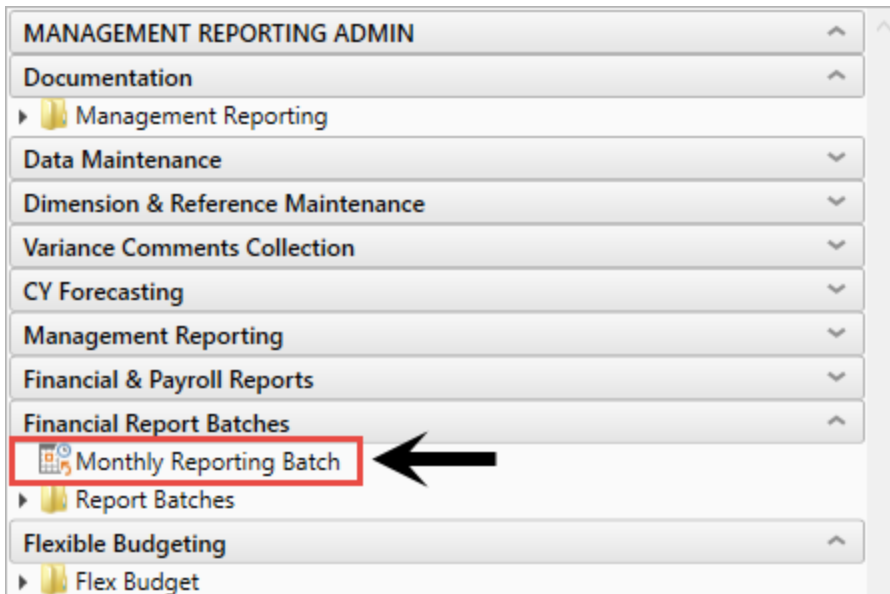 MANAGEMENT REPORTING ADMIN
Documentation
Management Reporting
Data Maintenance
Dimension & Reference Maintenance
Variance Comments Collection
CY Forecasting
Management Reporting
Financial & Payroll Reports
Financial Report Batches
Monthly Reporting Batch
Report Batches
Flexible Budgeting
Flex Budget